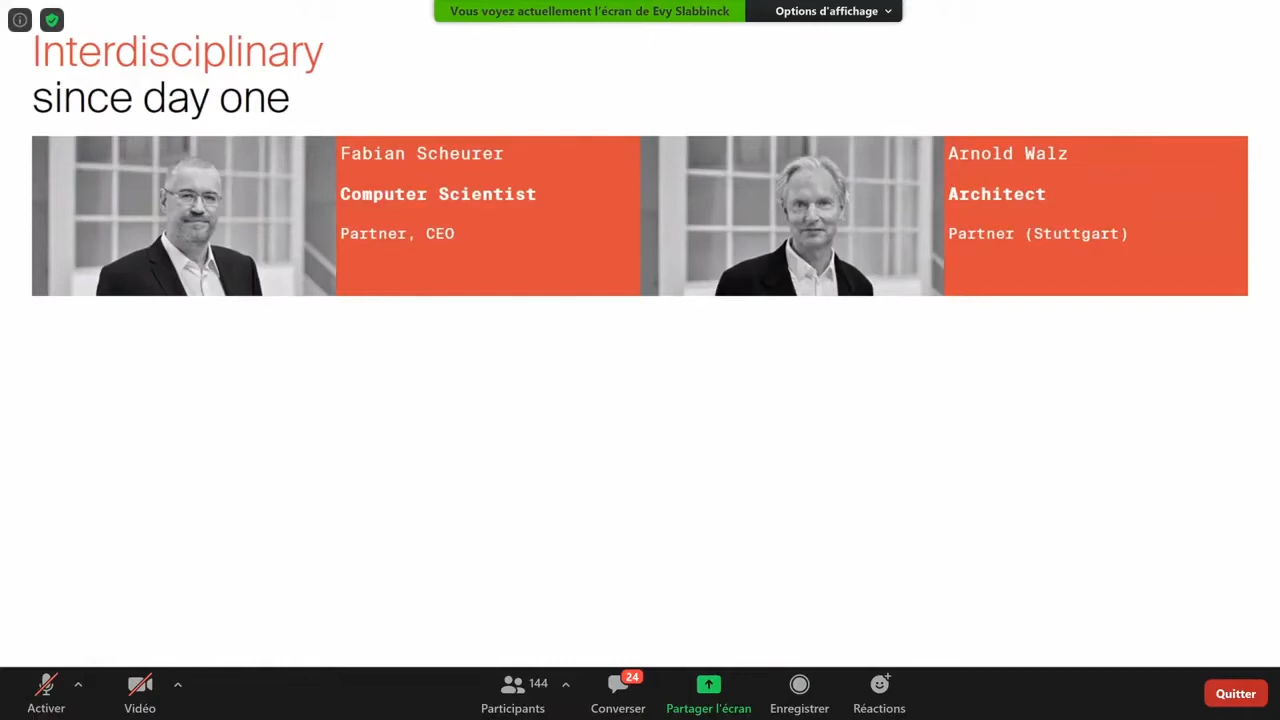 Vous voyez actuellement l'écran de Evy Slabbinck
Options d'affichage
Interdisciplinary
since day one
Fabian Scheurer
Computer Scientist
Partner, CEO
Arnold Walz
Architect
Partner (Stuttgart)
Activer
Vidéo
144
Participants
24
Converser
Partager l'écran
Enregistrer
Réactions
Quitter